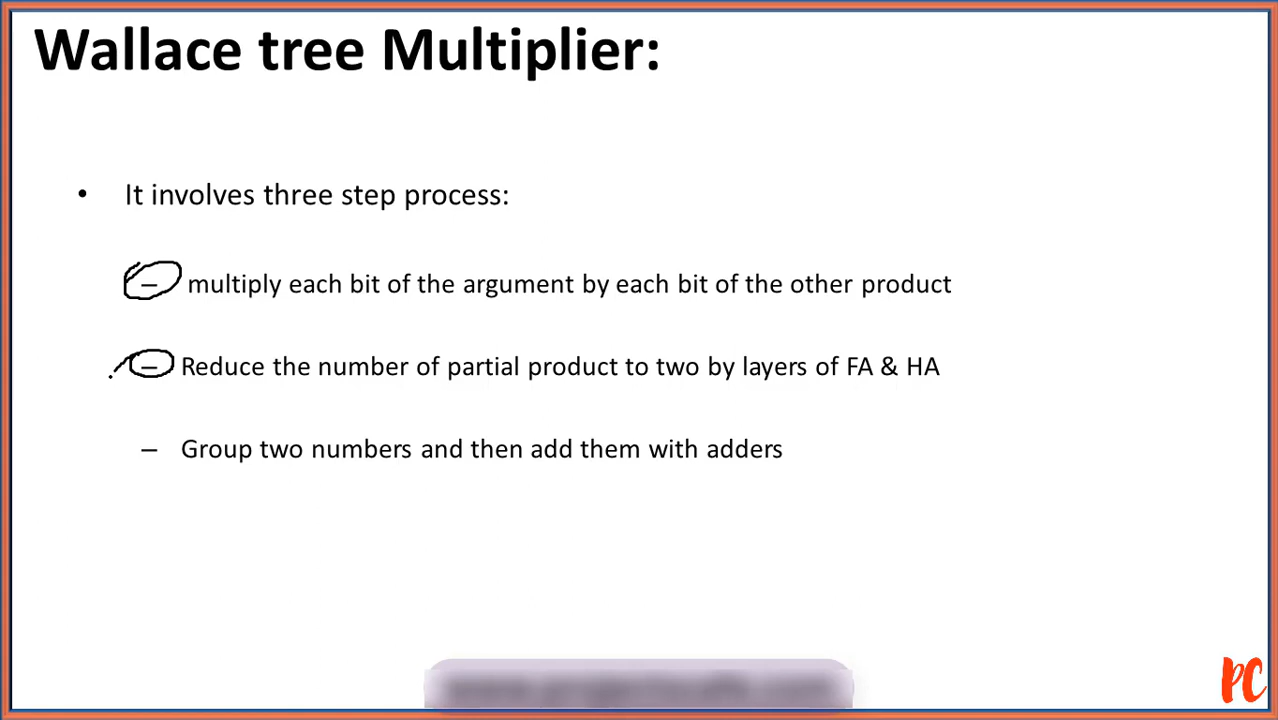 Wallace tree Multiplier:
• It involves three step process:
– multiply each bit of the argument by each bit of the other product
– Reduce the number of partial product to two by layers of FA & HA
– Group two numbers and then add them with adders
PC